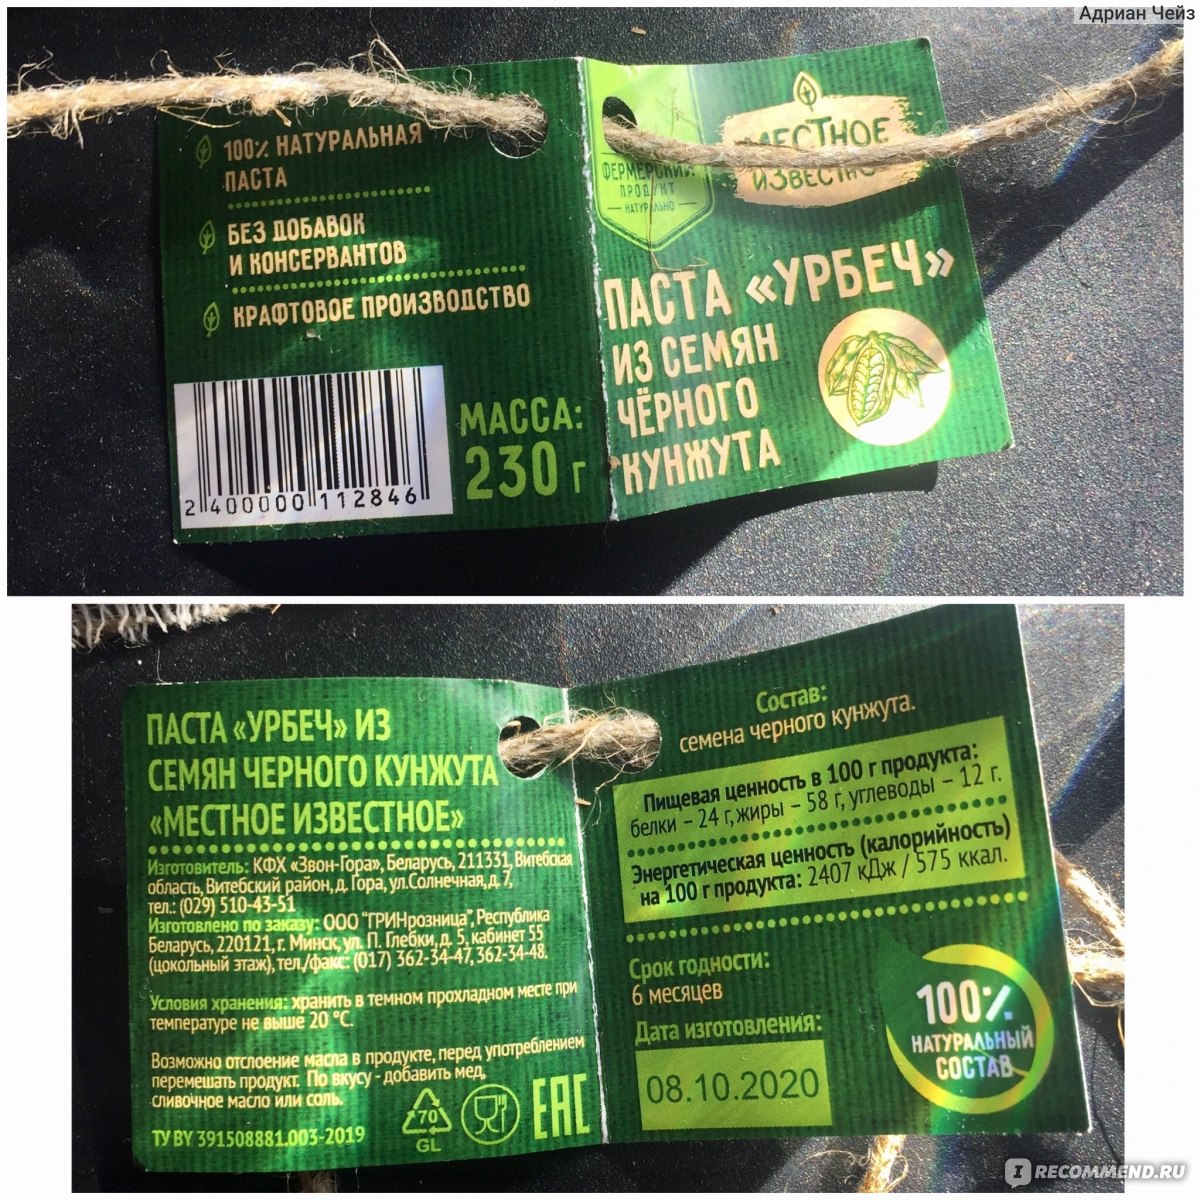 Адриан Чейз
100% НАТУРАЛЬНАЯ
ПАСТА
БЕЗ ДОБАВОК
И КОНСЕРВАНТОВ
КРАФТОВОЕ ПРОИЗВОДСТВО
2 400000 112846
МАССА:
230 г
ФЕРМЕРСКИЙ
ПРОДУКТ
НАТУРАЛЬНО
МЕСТНОЕ
ИЗВЕСТНОЕ
ПАСТА «УРБЕЧ»
ИЗ СЕМЯН
ЧЁРНОГО
КУНЖУТА
ПАСТА «УРБЕЧ» ИЗ
СЕМЯН ЧЕРНОГО КУНЖУТА
«МЕСТНОЕ ИЗВЕСТНОЕ»
Изготовитель: КФХ «Звон-Гора», Беларусь, 211331, Витебская
область, Витебский район, д. Гора, ул.Солнечная, д. 7,
тел.: (029) 510-43-51
Изготовлено по заказу: ООО "ГРИНрозница", Республика
Беларусь, 220121, г. Минск, ул. П. Глебки, д. 5, кабинет 55
(цокольный этаж), тел./факс: (017) 362-34-47, 362-34-48.
Условия хранения: хранить в темном прохладном месте при
температуре не выше 20 °С.
Возможно отслоение масла в продукте, перед употреблением
перемешать продукт. По вкусу - добавить мед,
сливочное масло или соль.
ТУ BY 391508881.003-2019
70
GL
ЕАС
Состав:
семена черного кунжута.
Пищевая ценность в 100 г продукта:
белки – 24 г, жиры – 58 г, углеводы – 12 г.
Энергетическая ценность (калорийность)
на 100 г продукта: 2407 кДж / 575 ккал.
Срок годности:
6 месяцев
Дата изготовления:
08.10.2020
100%
НАТУРАЛЬНЫЙ
СОСТАВ
IRECOMMEND.RU